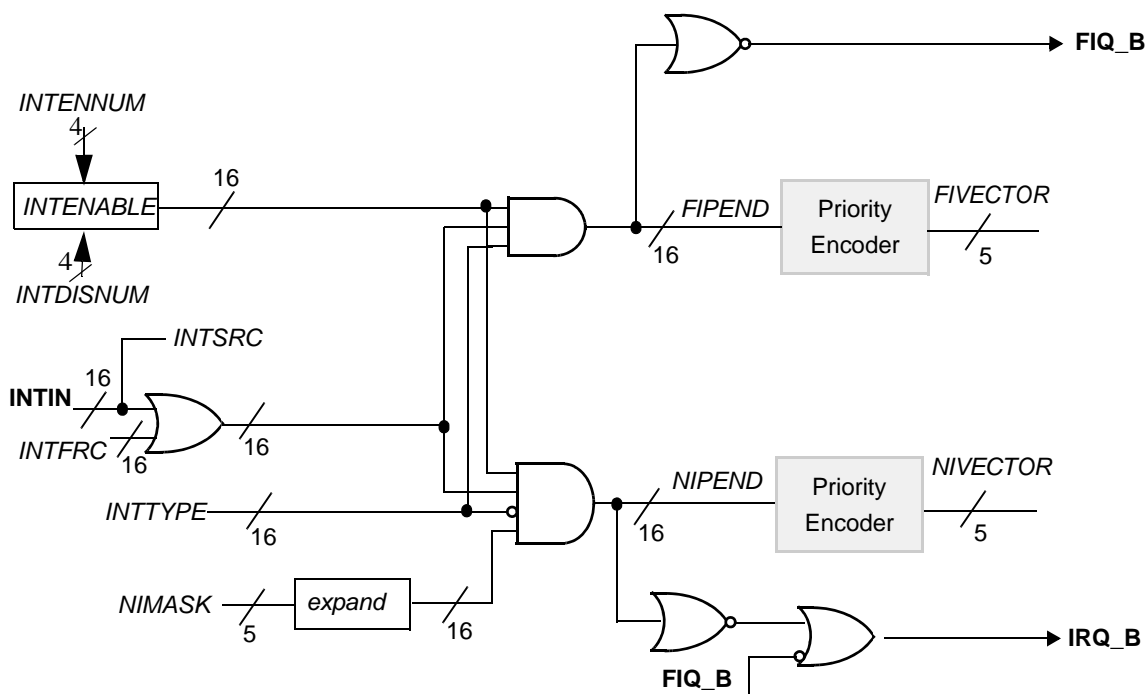 FIQ_B
INTENNUM
4
INTENABLE
16
4
INTDISNUM
FIPEND
16
Priority
Encoder
FIVECTOR
5
INTSRC
16
INTIN
INTFRC
16
16
INTTYPE
16
NIPEND
16
Priority
Encoder
NIVECTOR
5
NIMASK
5
expand
16
FIQ_B
IRQ_B